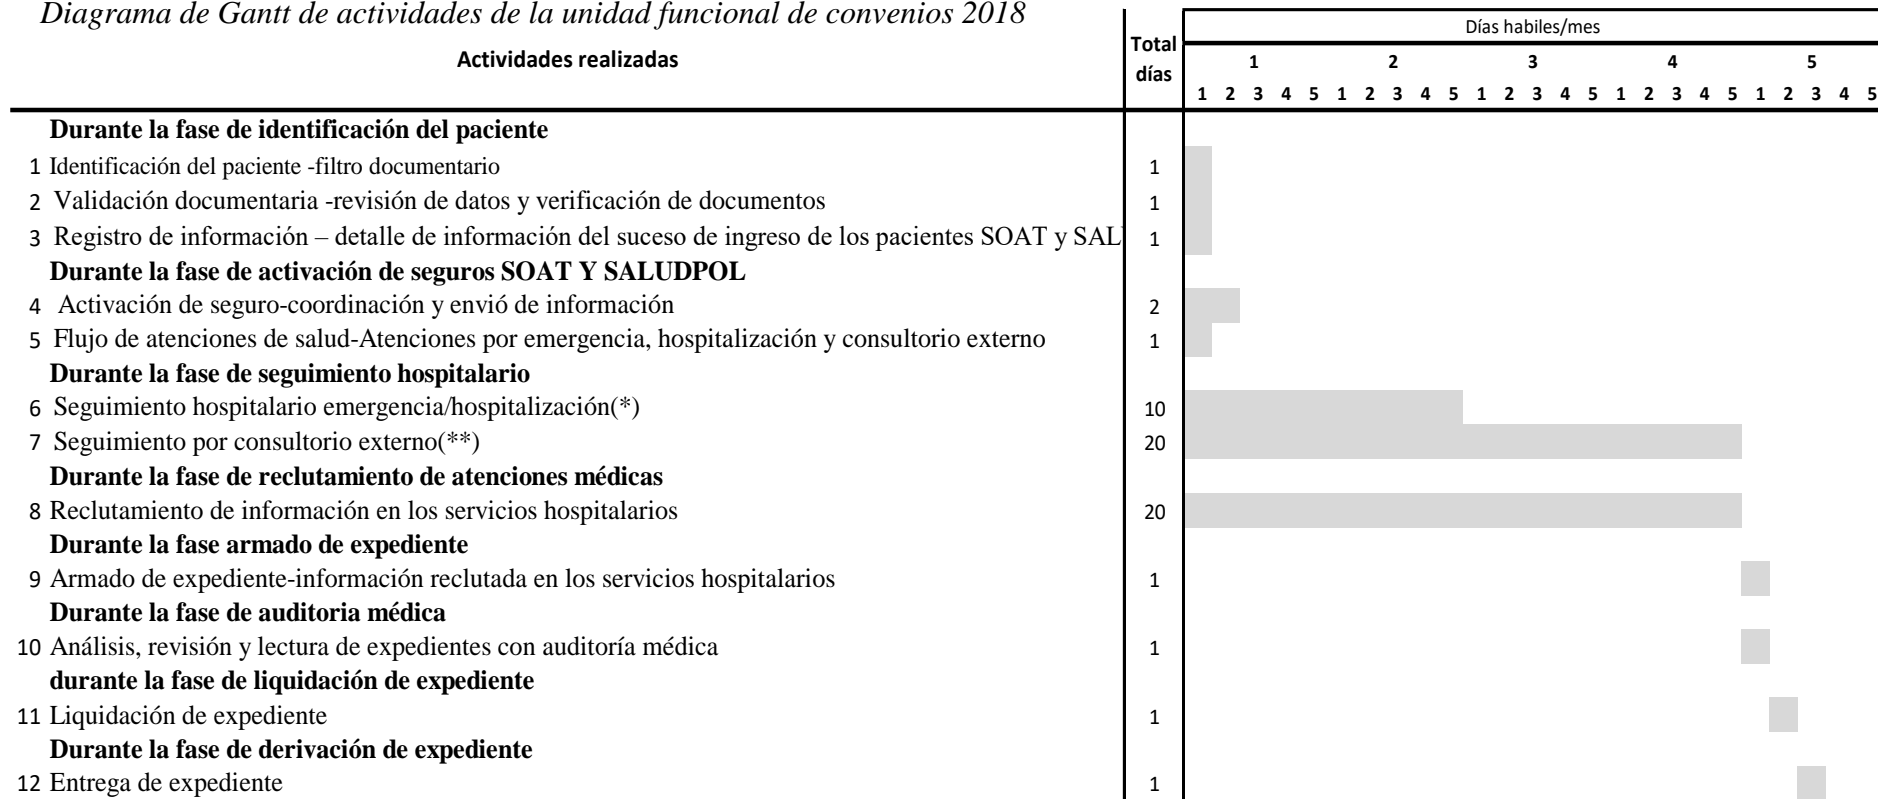 Diagrama de Gantt de actividades de la unidad funcional de convenios 2018
Actividades realizadas
Total días
Días habiles/mes
1 2 3 4 5
1 2 3 4 5 1 2 3 4 5 1 2 3 4 5 1 2 3 4 5 1 2 3 4 5
Durante la fase de identificación del paciente
1 Identificación del paciente -filtro documentario 1
2 Validación documentaria -revisión de datos y verificación de documentos 1
3 Registro de información – detalle de información del suceso de ingreso de los pacientes SOAT y SAL 1
Durante la fase de activación de seguros SOAT Y SALUDPOL
4 Activación de seguro-coordinación y envió de información 2
5 Flujo de atenciones de salud-Atenciones por emergencia, hospitalización y consultorio externo 1
Durante la fase de seguimiento hospitalario
6 Seguimiento hospitalario emergencia/hospitalización(*) 10
7 Seguimiento por consultorio externo(**) 20
Durante la fase de reclutamiento de atenciones médicas
8 Reclutamiento de información en los servicios hospitalarios 20
Durante la fase armado de expediente
9 Armado de expediente-información reclutada en los servicios hospitalarios 1
Durante la fase de auditoria médica
10 Análisis, revisión y lectura de expedientes con auditoría médica 1
durante la fase de liquidación de expediente
11 Liquidación de expediente 1
Durante la fase de derivación de expediente
12 Entrega de expediente 1